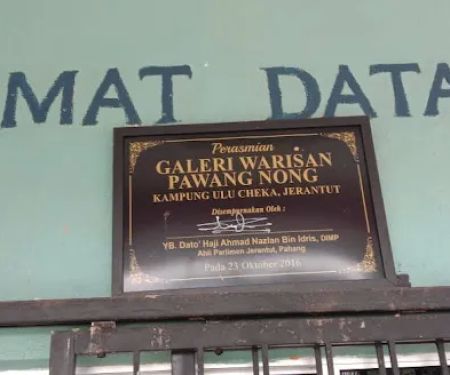 MAT DATA
Perasmian
GALERI WARISAN
PAWANG NONG
KAMPUNG ULU CHEKA, JERANTUT
Disempurnakan Oleh :
YB. Dato' Haji Ahmad Nazlan Bin Idris, DIMP
Ahli Parlimen Jerantut, Pahang
Pada 23 Oktober 2016